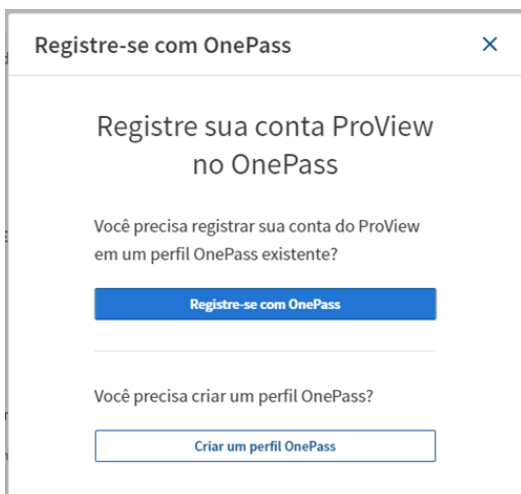 Registre-se com OnePass
Registre sua conta ProView
no OnePass
Você precisa registrar sua conta do ProView
em um perfil OnePass existente?
Registre-se com OnePass
Você precisa criar um perfil OnePass?
Criar um perfil OnePass